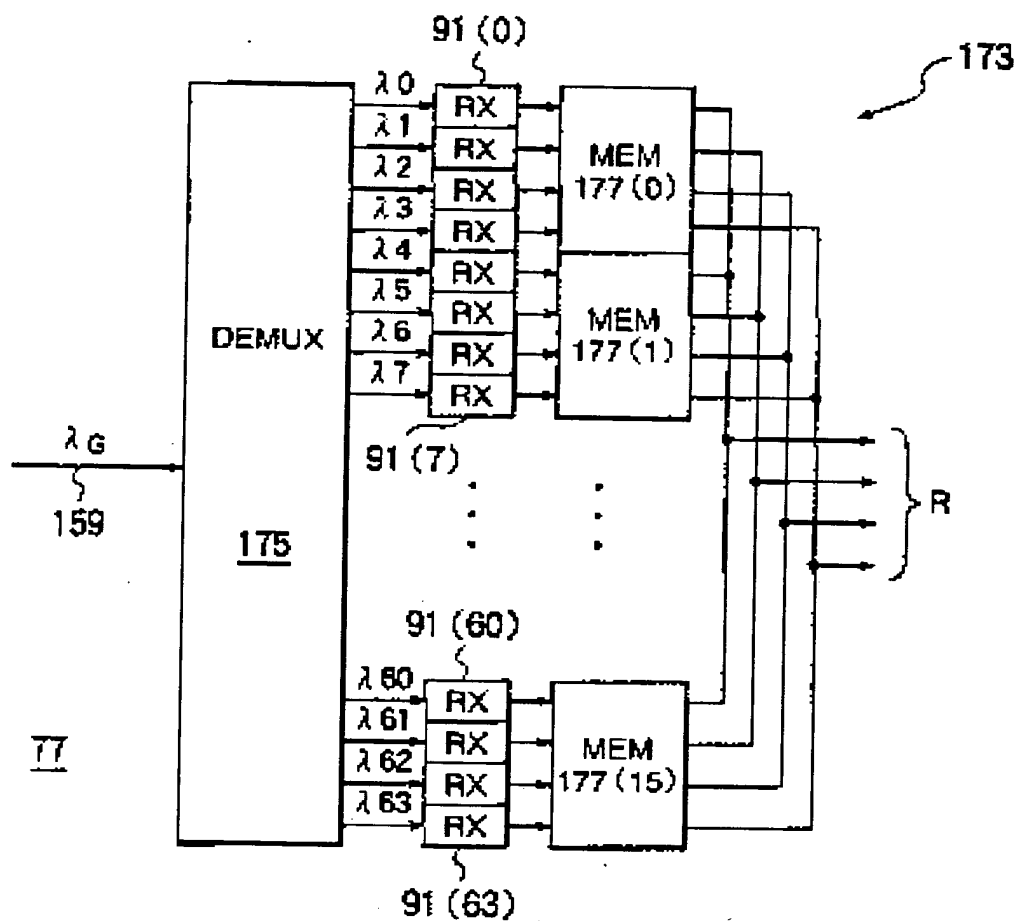 91(0)
173
λ0
RX
λ1
RX
λ2
RX
λ3
RX
MEM
177(0)
λ4
RX
λ5
RX
λ6
RX
λ7
RX
MEM
177(1)
DEMUX
91(7)
λG
159
175
R
91(60)
λ60
RX
λ61
RX
λ62
RX
λ63
RX
MEM
177(15)
77
91(63)